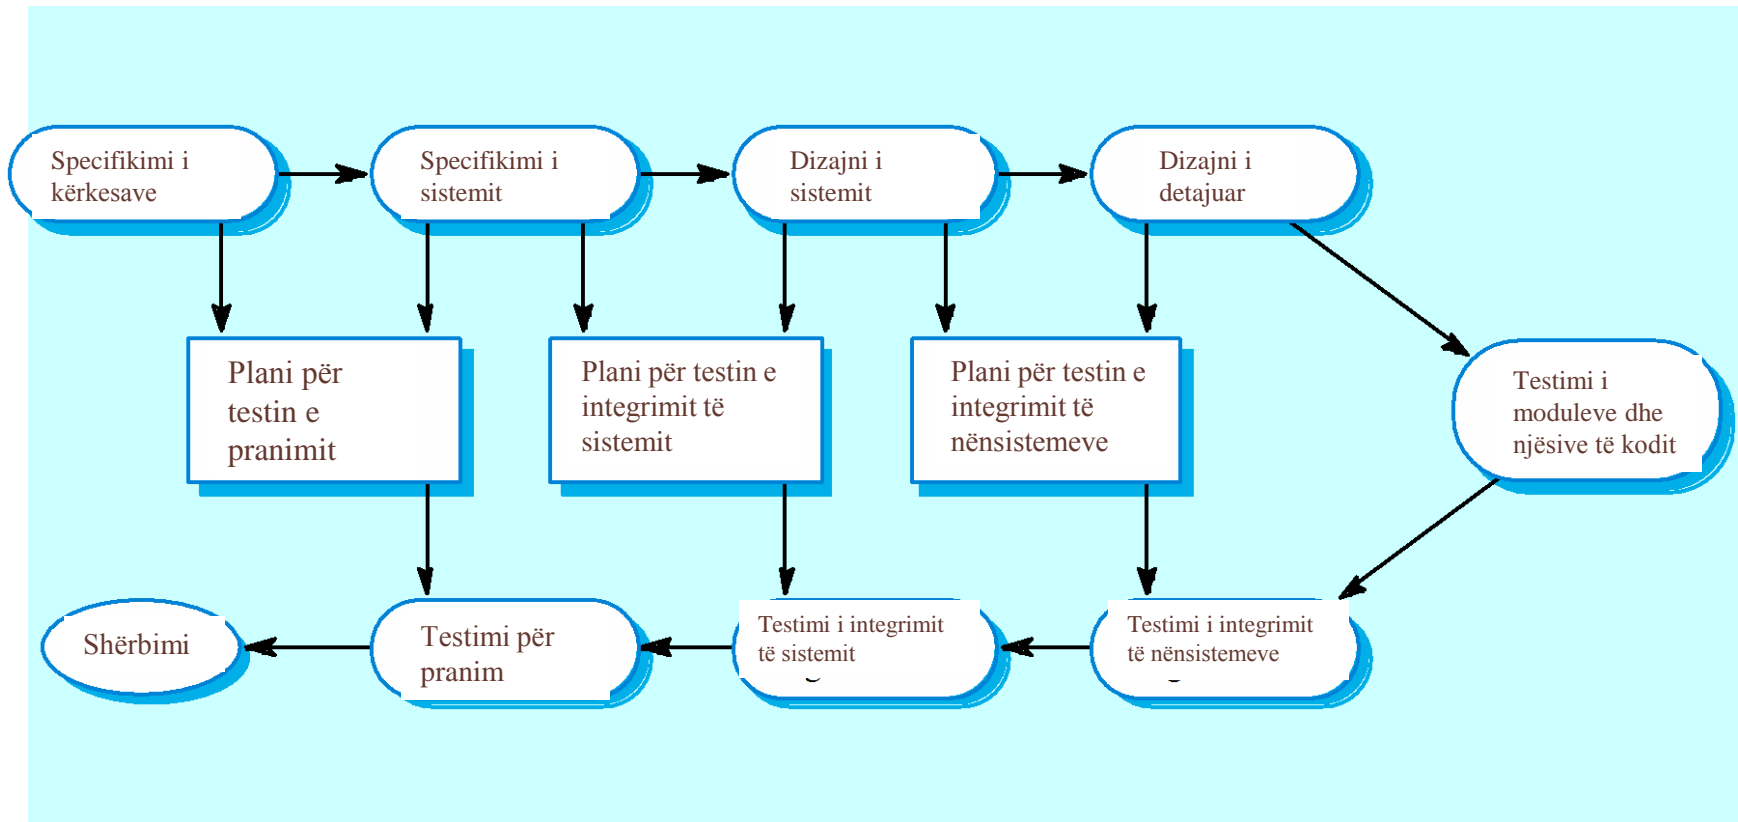 Specifikimi i
kërkesave
Specifikimi i
sistemit
Dizajni i
sistemit
Dizajni i
detajuar
Plani për
testin e
pranimit
Plani për testin e
integrimit të
sistemit
Plani për testin e
integrimit të
nënsistemeve
Testimi i
moduleve dhe
njësive të kodit
Shërbimi
Testimi për
pranim
Testimi i integrimit
të sistemit
Testimi i integrimit
të nënsistemeve